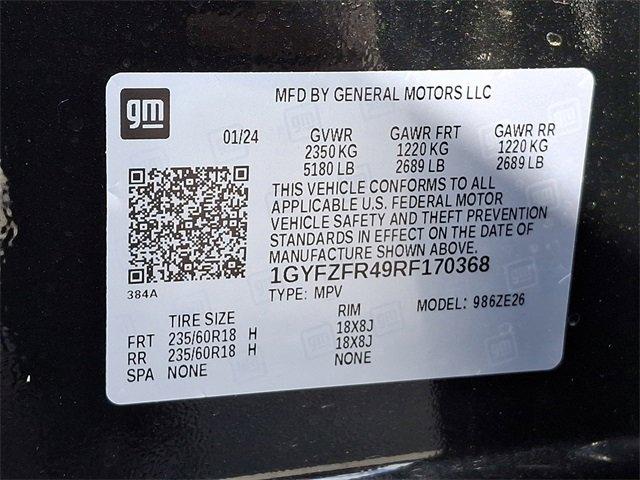 gm
MFD BY GENERAL MOTORS LLC
01/24 GVWR GAWR FRT GAWR RR
2350 KG 1220 KG 1220 KG
5180 LB 2689 LB 2689 LB
THIS VEHICLE CONFORMS TO ALL
APPLICABLE U.S. FEDERAL MOTOR
VEHICLE SAFETY AND THEFT PREVENTION
STANDARDS IN EFFECT ON THE DATE OF
MANUFACTURE SHOWN ABOVE.
1GYFZFR49RF170368
384A
TYPE: MPV MODEL: 986ZE26
TIRE SIZE RIM
FRT 235/60R18 H 18X8J
RR 235/60R18 H 18X8J
SPA NONE NONE